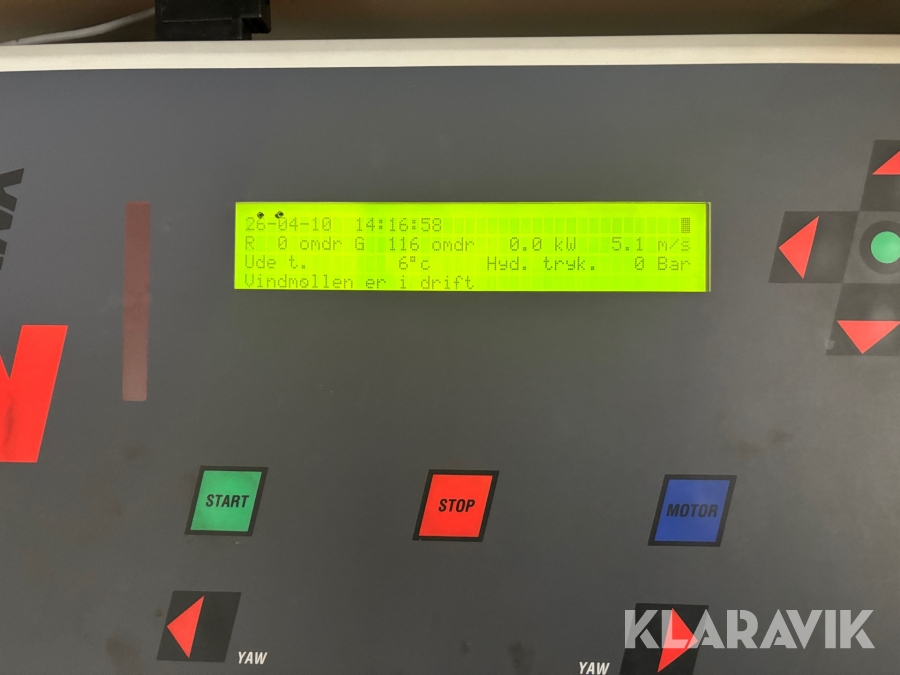 26-04-10 14:16:58
R 0 omdr G 116 omdr 0.0 kW 5.1 m/s
Ude t. 6°c Hyd. tryk. 0 Bar
Vindmøllen er i drift
START
STOP
MOTOR
YAW
YAW
KLARAVIK